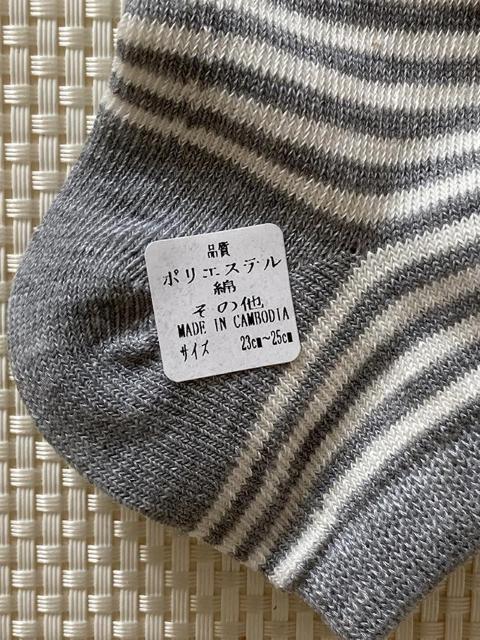 品質
ポリエステル
綿
その他
MADE IN CAMBODIA
サイズ 23cm～25cm